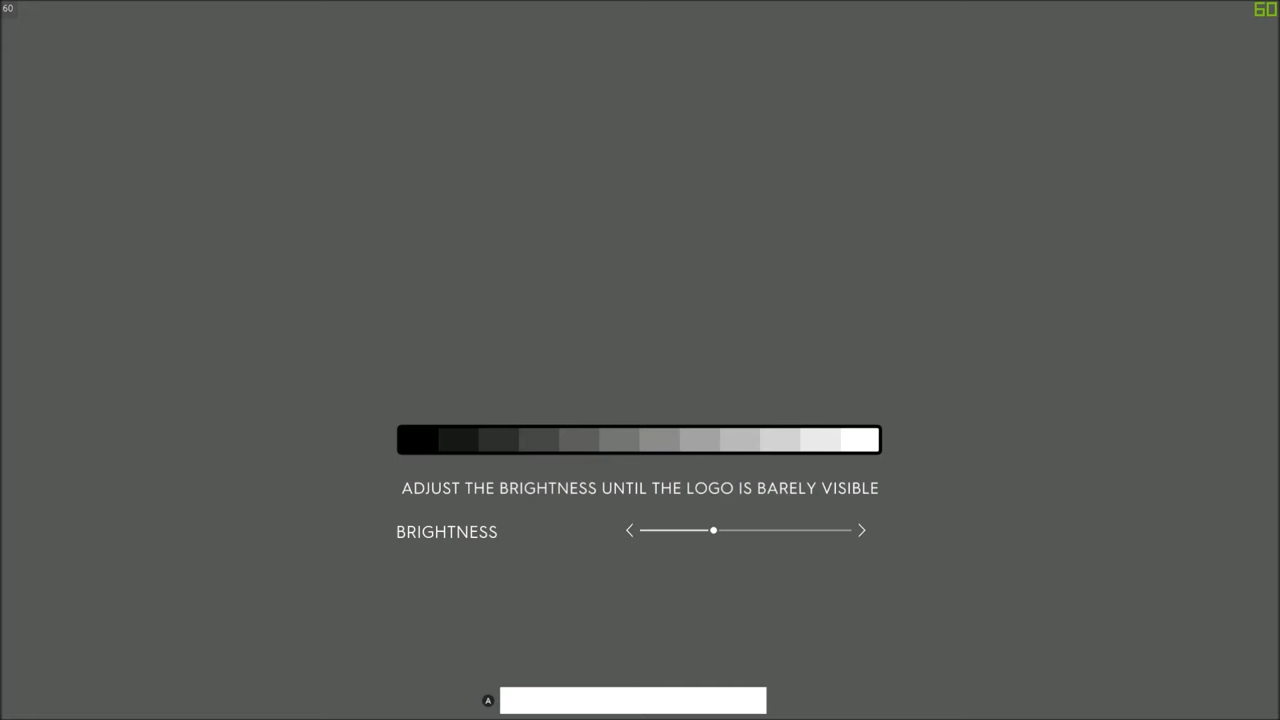 60
60
ADJUST THE BRIGHTNESS UNTIL THE LOGO IS BARELY VISIBLE
BRIGHTNESS
A